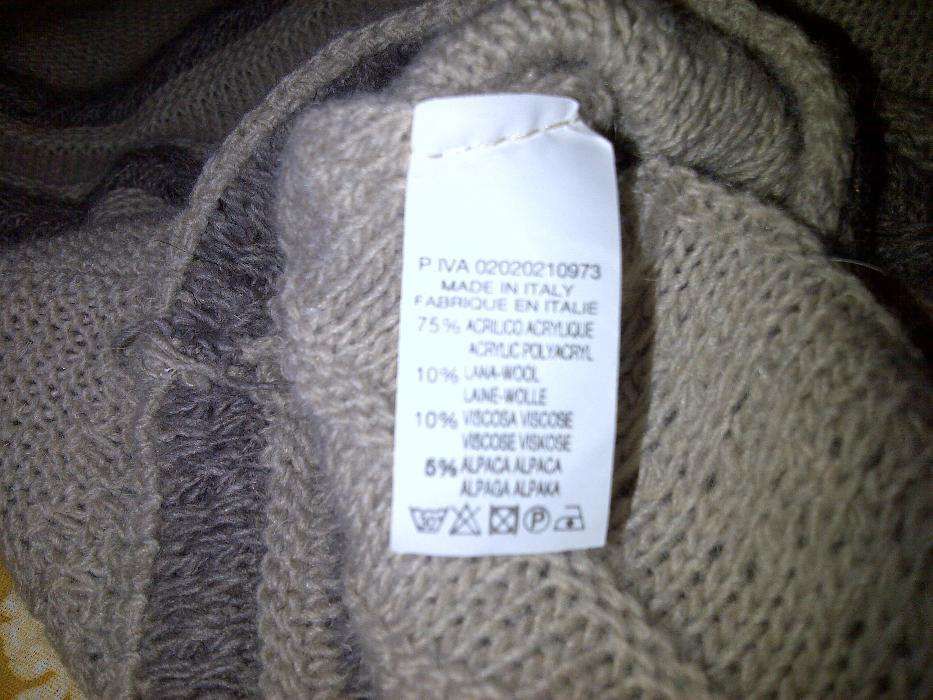 P.IVA 02020210973
MADE IN ITALY
FABRIQUE EN ITALIE
75% ACRILICO ACRYLIQUE
ACRYLIC POLYACRYL
10% LANA-WOOL
LAINE-WOLLE
10% VISCOSA VISCOSE
VISCOSE VISKOSE
5% ALPACA ALPACA
ALPAGA ALPAKA
30 P